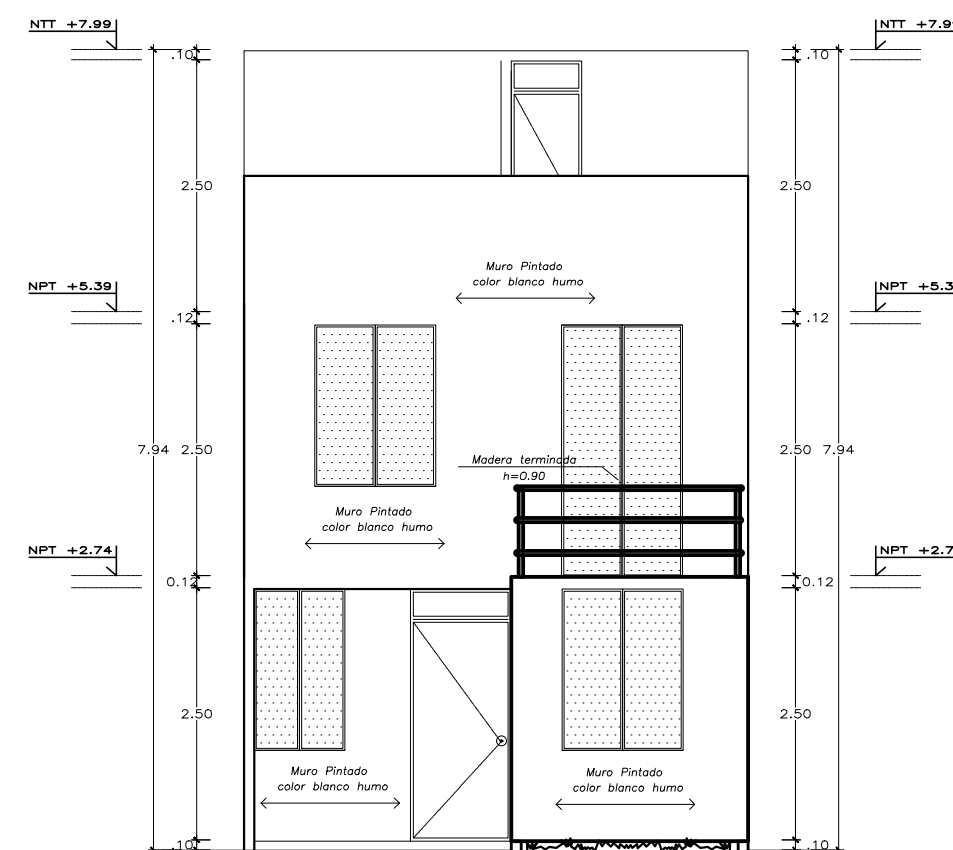 NTT +7.99
NTT +7.9
.10
.10
2.50
2.50
Muro Pintado
color blanco humo
NPT +5.39
NPT +5.3
.12
.12
7.94
2.50
2.50
7.94
Madera terminada
h=0.90
Muro Pintado
color blanco humo
NPT +2.74
NPT +2.7
0.12
0.12
2.50
2.50
Muro Pintado
color blanco humo
Muro Pintado
color blanco humo
.10
.10